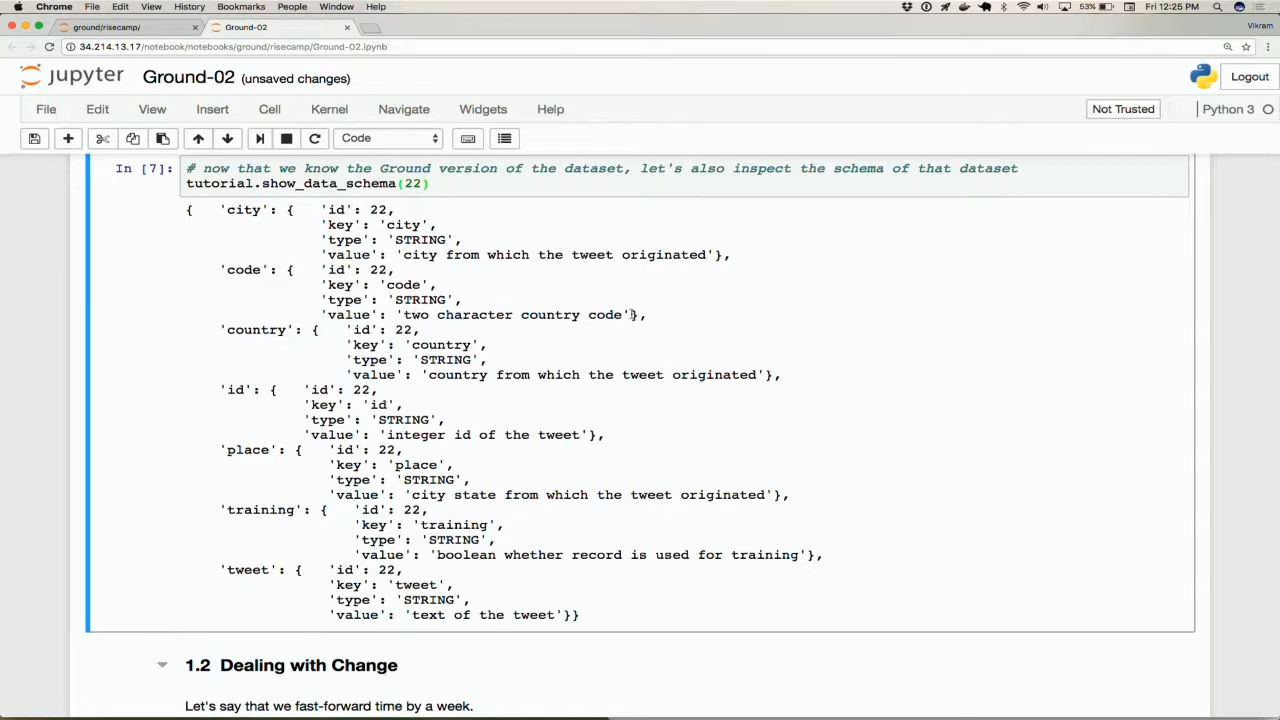 Chrome File Edit View History Bookmarks People Window Help 53% Fri 12:25 PM
ground/risecamp/ Ground-02 Vikram
34.214.13.17/notebook/notebooks/ground/risecamp/Ground-02.ipynb
jupyter Ground-02 (unsaved changes) Logout
File Edit View Insert Cell Kernel Navigate Widgets Help Not Trusted Python 3
Code
In [7]: # now that we know the Ground version of the dataset, let's also inspect the schema of that dataset
tutorial.show_data_schema(22)
{ 'city': { 'id': 22,
'key': 'city',
'type': 'STRING',
'value': 'city from which the tweet originated'},
'code': { 'id': 22,
'key': 'code',
'type': 'STRING',
'value': 'two character country code'},
'country': { 'id': 22,
'key': 'country',
'type': 'STRING',
'value': 'country from which the tweet originated'},
'id': { 'id': 22,
'key': 'id',
'type': 'STRING',
'value': 'integer id of the tweet'},
'place': { 'id': 22,
'key': 'place',
'type': 'STRING',
'value': 'city state from which the tweet originated'},
'training': { 'id': 22,
'key': 'training',
'type': 'STRING',
'value': 'boolean whether record is used for training'},
'tweet': { 'id': 22,
'key': 'tweet',
'type': 'STRING',
'value': 'text of the tweet'}}
1.2 Dealing with Change
Let's say that we fast-forward time by a week.